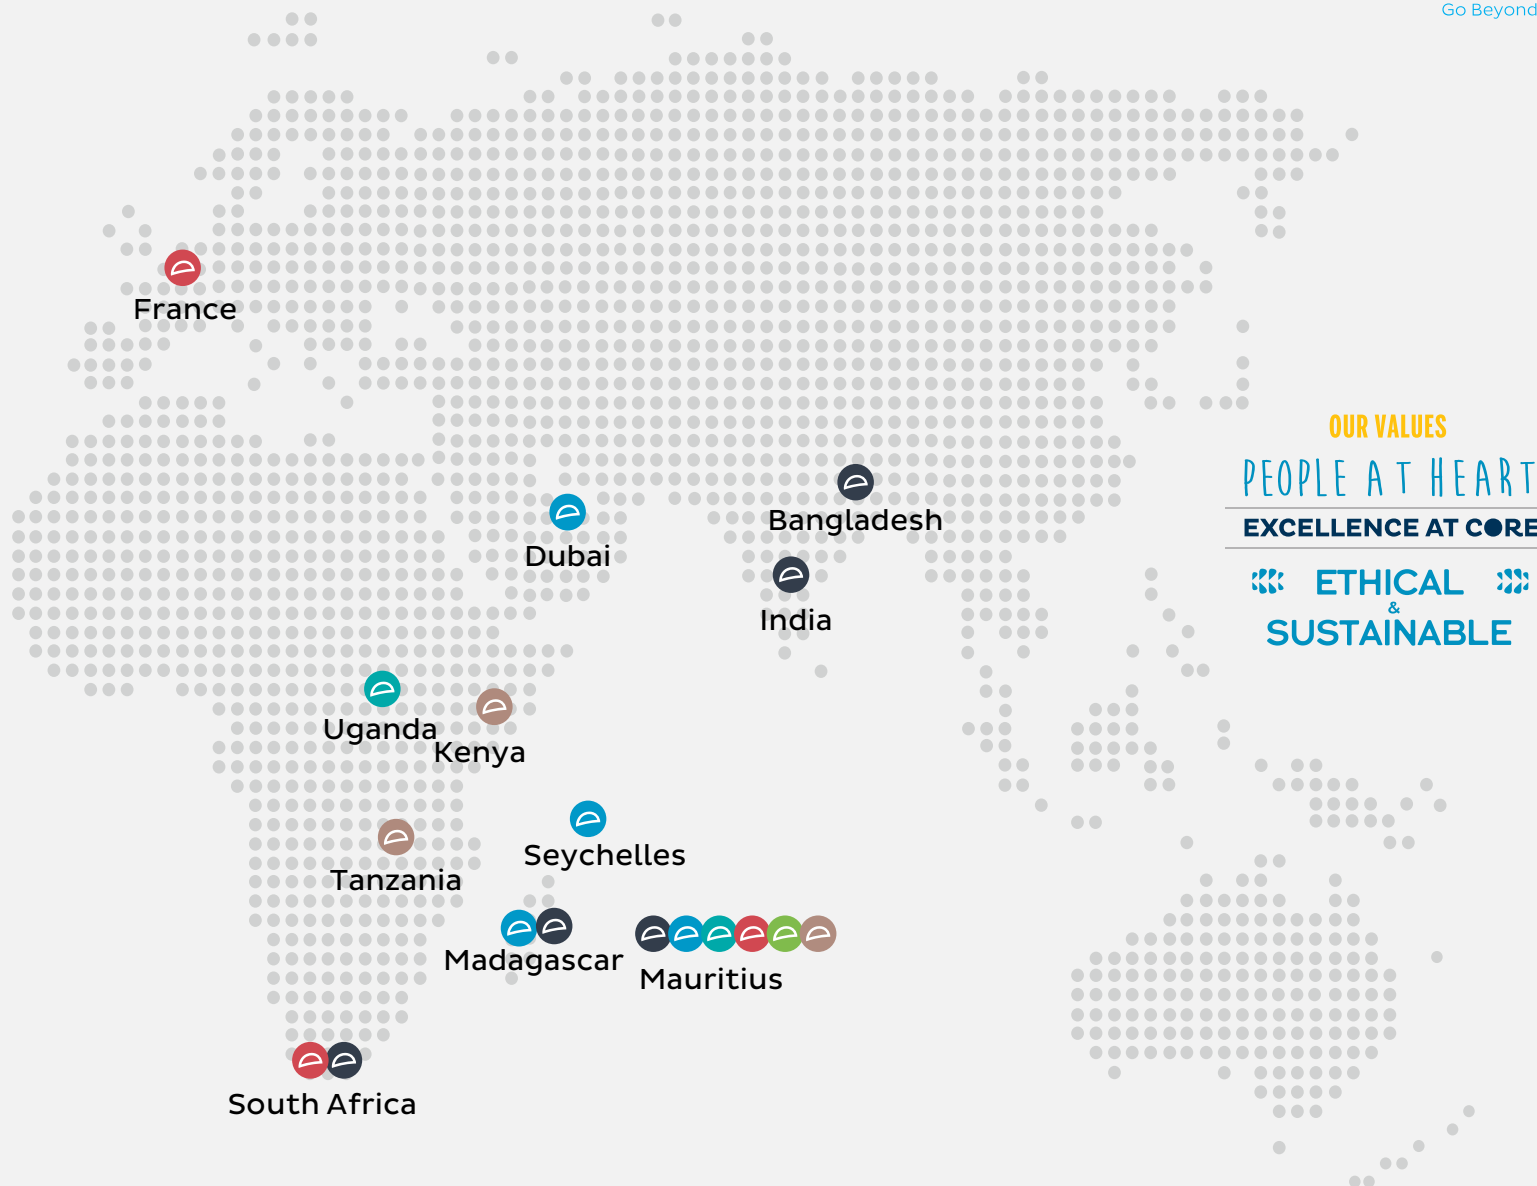 Go Beyond
France
OUR VALUES
PEOPLE AT HEART
Bangladesh
EXCELLENCE AT CORE
Dubai
ETHICAL
&
India
SUSTAINABLE
Uganda
Kenya
Seychelles
Tanzania
Madagascar
Mauritius
South Africa